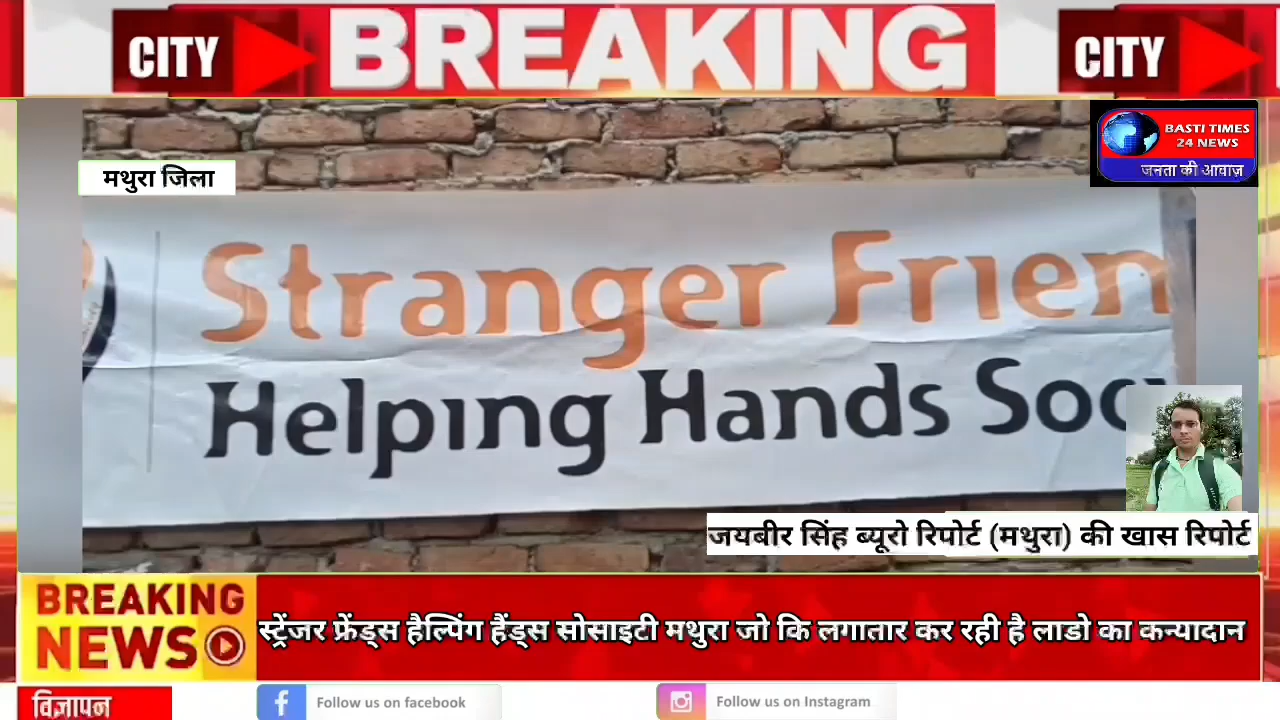 CITY
BREAKING
CITY
BASTI TIMES
24 NEWS
जनता की आवाज़
मथुरा जिला
Stranger Frien
Helping Hands Soc
जयबीर सिंह ब्यूरो रिपोर्ट (मथुरा) की खास रिपोर्ट
BREAKING
NEWS
स्ट्रेंजर फ्रेंड्स हैल्पिंग हैंड्स सोसाइटी मथुरा जो कि लगातार कर रही है लाडो का कन्यादान
विज्ञापन
Follow us on facebook
Follow us on Instagram